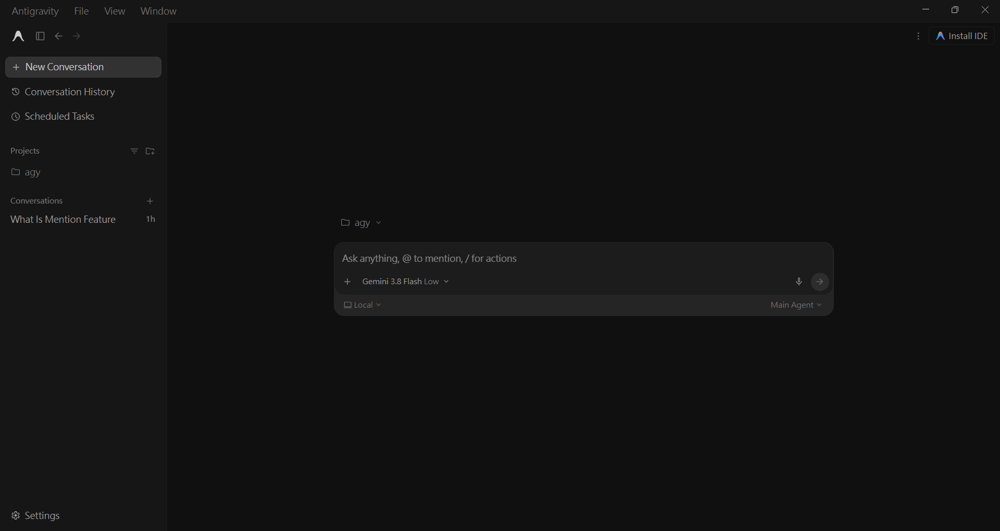 Antigravity File View Window
Install IDE
New Conversation
Conversation History
Scheduled Tasks
Projects
agy
Conversations
What Is Mention Feature 1h
agy
Ask anything, @ to mention, / for actions
Gemini 3.8 Flash Low
Local Main Agent
Settings